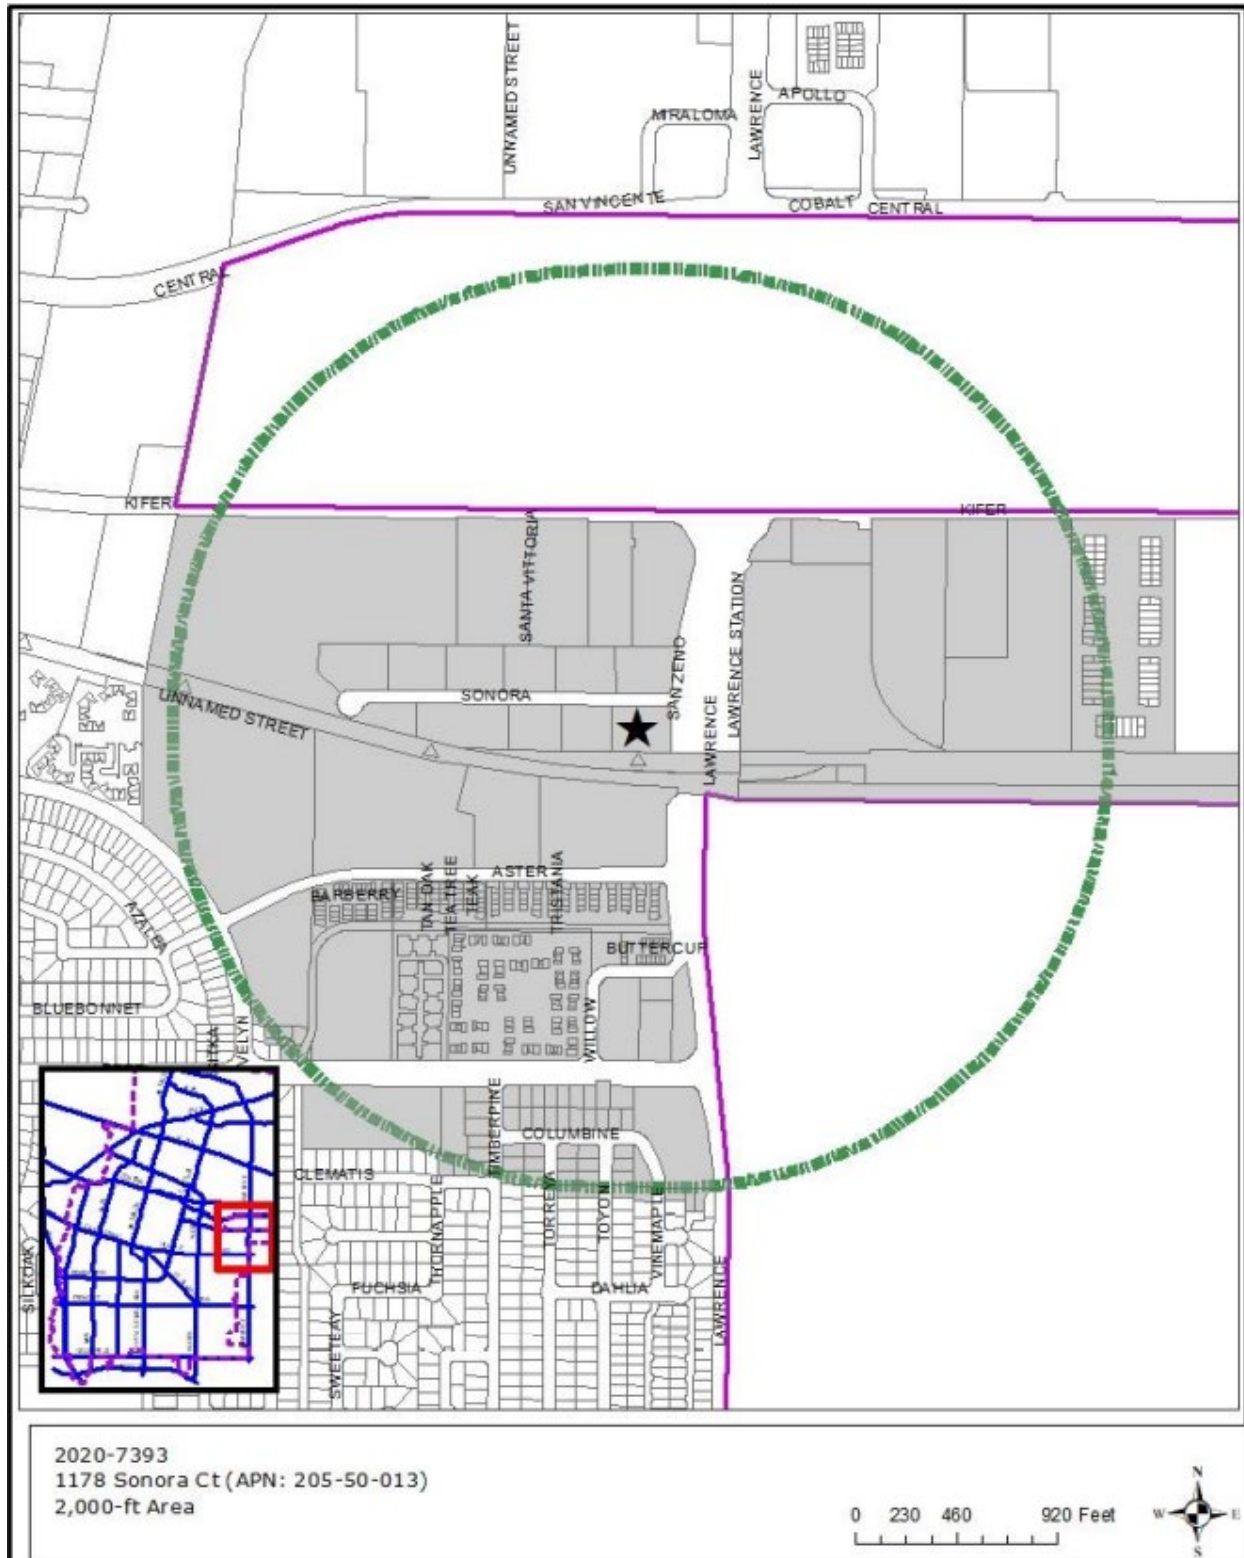 UNNAMED STREET
LAWRENCE
APOLLO
MIRALOMA
SAN VINCENTE
COBALT
CENTRAL
CENTRAL
KIFER
KIFER
SANTA VITTORIA
SAN ZENO
LAWRENCE STATION
SONORA
UNNAMED STREET
LAWRENCE
ASTER
BARBERRY
TAN OAK
TEA TREE
TEAK
TRISTANIA
AZALEA
BUTTERCUP
BLUEBONNET
WILLOW
SITKA
TIMBERPINE
COLUMBINE
CLEMATIS
THORNAPPLE
TORREYA
TOYON
VINEMAPLE
SILKOAK
FUCHSIA
DAHLIA
LAWRENCE
SWEETBAY
2020-7393
1178 Sonora Ct (APN: 205-50-013)
2,000-ft Area
0 230 460 920 Feet
N
W E
S